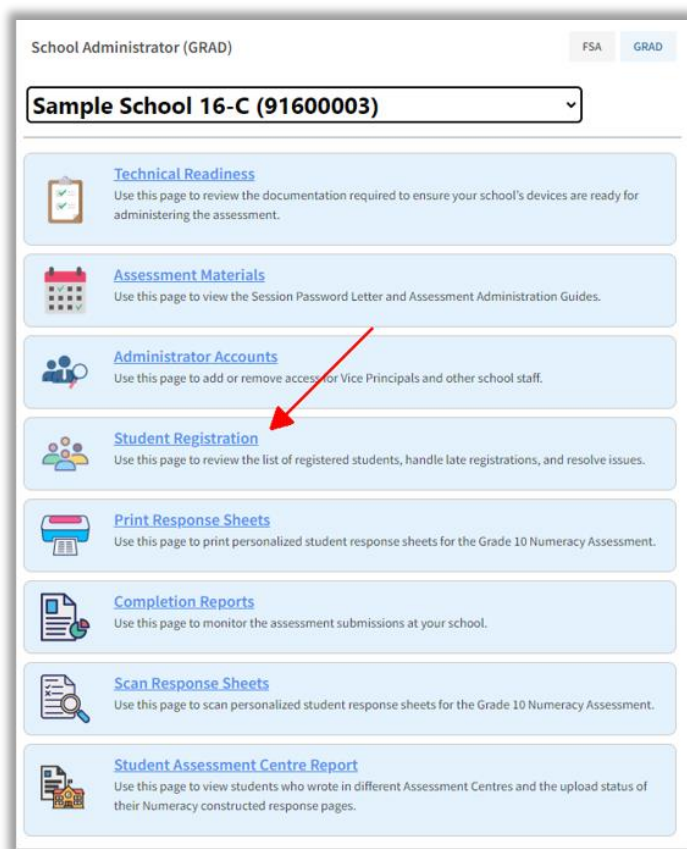 School Administrator (GRAD)
FSA
GRAD
Sample School 16-C (91600003)
Technical Readiness
Use this page to review the documentation required to ensure your school's devices are ready for
administering the assessment.
Assessment Materials
Use this page to view the Session Password Letter and Assessment Administration Guides.
Administrator Accounts
Use this page to add or remove access for Vice Principals and other school staff.
Student Registration
Use this page to review the list of registered students, handle late registrations, and resolve issues.
Print Response Sheets
Use this page to print personalized student response sheets for the Grade 10 Numeracy Assessment.
Completion Reports
Use this page to monitor the assessment submissions at your school.
Scan Response Sheets
Use this page to scan personalized student response sheets for the Grade 10 Numeracy Assessment.
Student Assessment Centre Report
Use this page to view students who wrote in different Assessment Centres and the upload status of
their Numeracy constructed response pages.